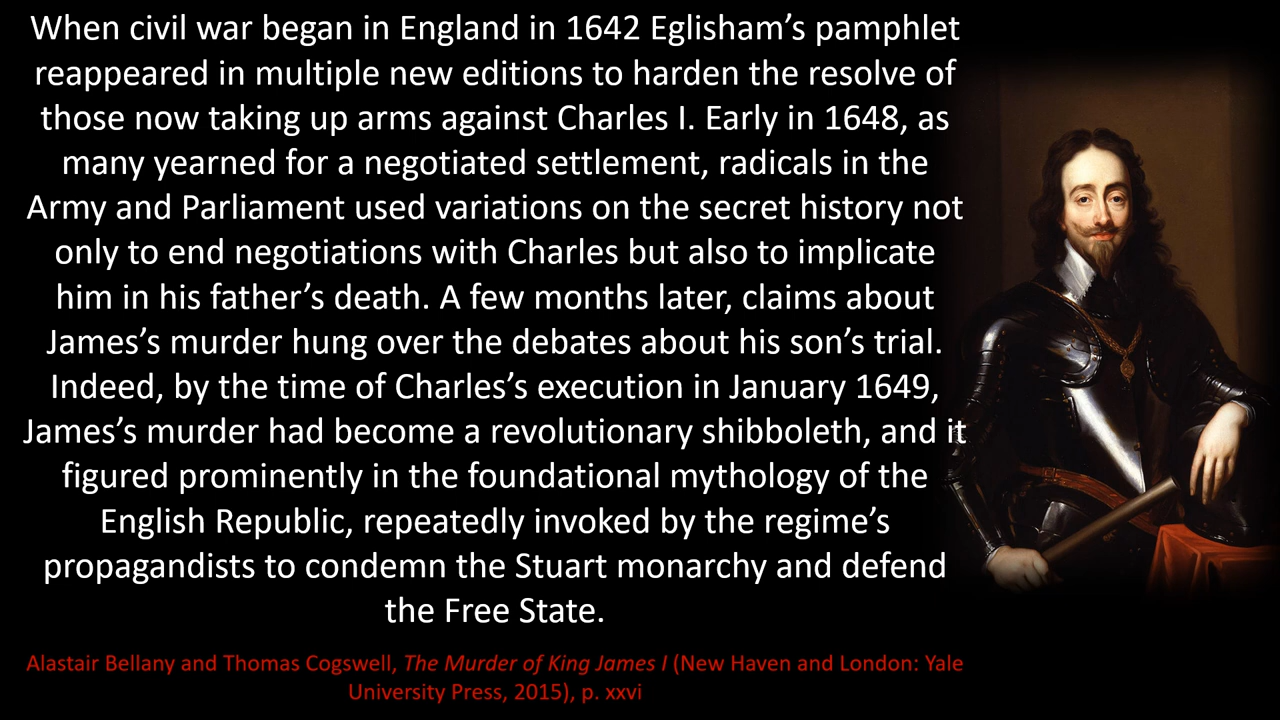 When civil war began in England in 1642 Eglisham’s pamphlet
reappeared in multiple new editions to harden the resolve of
those now taking up arms against Charles I. Early in 1648, as
many yearned for a negotiated settlement, radicals in the
Army and Parliament used variations on the secret history not
only to end negotiations with Charles but also to implicate
him in his father’s death. A few months later, claims about
James’s murder hung over the debates about his son’s trial.
Indeed, by the time of Charles’s execution in January 1649,
James’s murder had become a revolutionary shibboleth, and it
figured prominently in the foundational mythology of the
English Republic, repeatedly invoked by the regime’s
propagandists to condemn the Stuart monarchy and defend
the Free State.
Alastair Bellany and Thomas Cogswell, The Murder of King James I (New Haven and London: Yale
University Press, 2015), p. xxvi